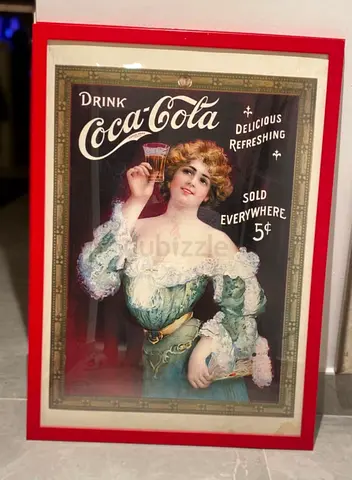 DRINK
Coca-Cola
DELICIOUS
REFRESHING
SOLD
EVERYWHERE
5¢
dubizzle